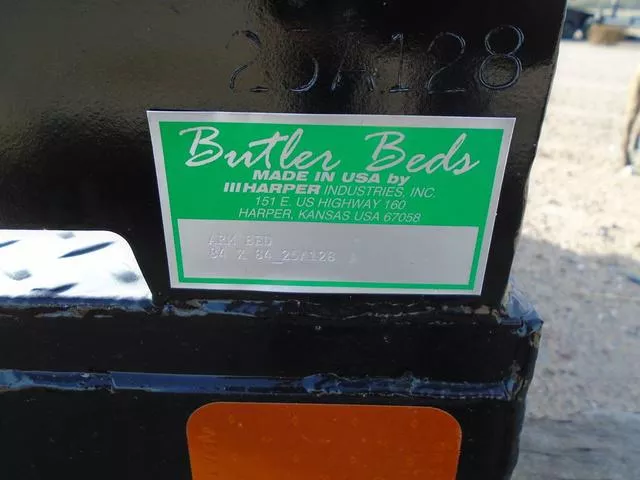 25A128
Butler Beds
MADE IN USA by
HARPER INDUSTRIES, INC.
151 E. US HIGHWAY 160
HARPER, KANSAS USA 67058
ARM BED
84 X 84_25A128